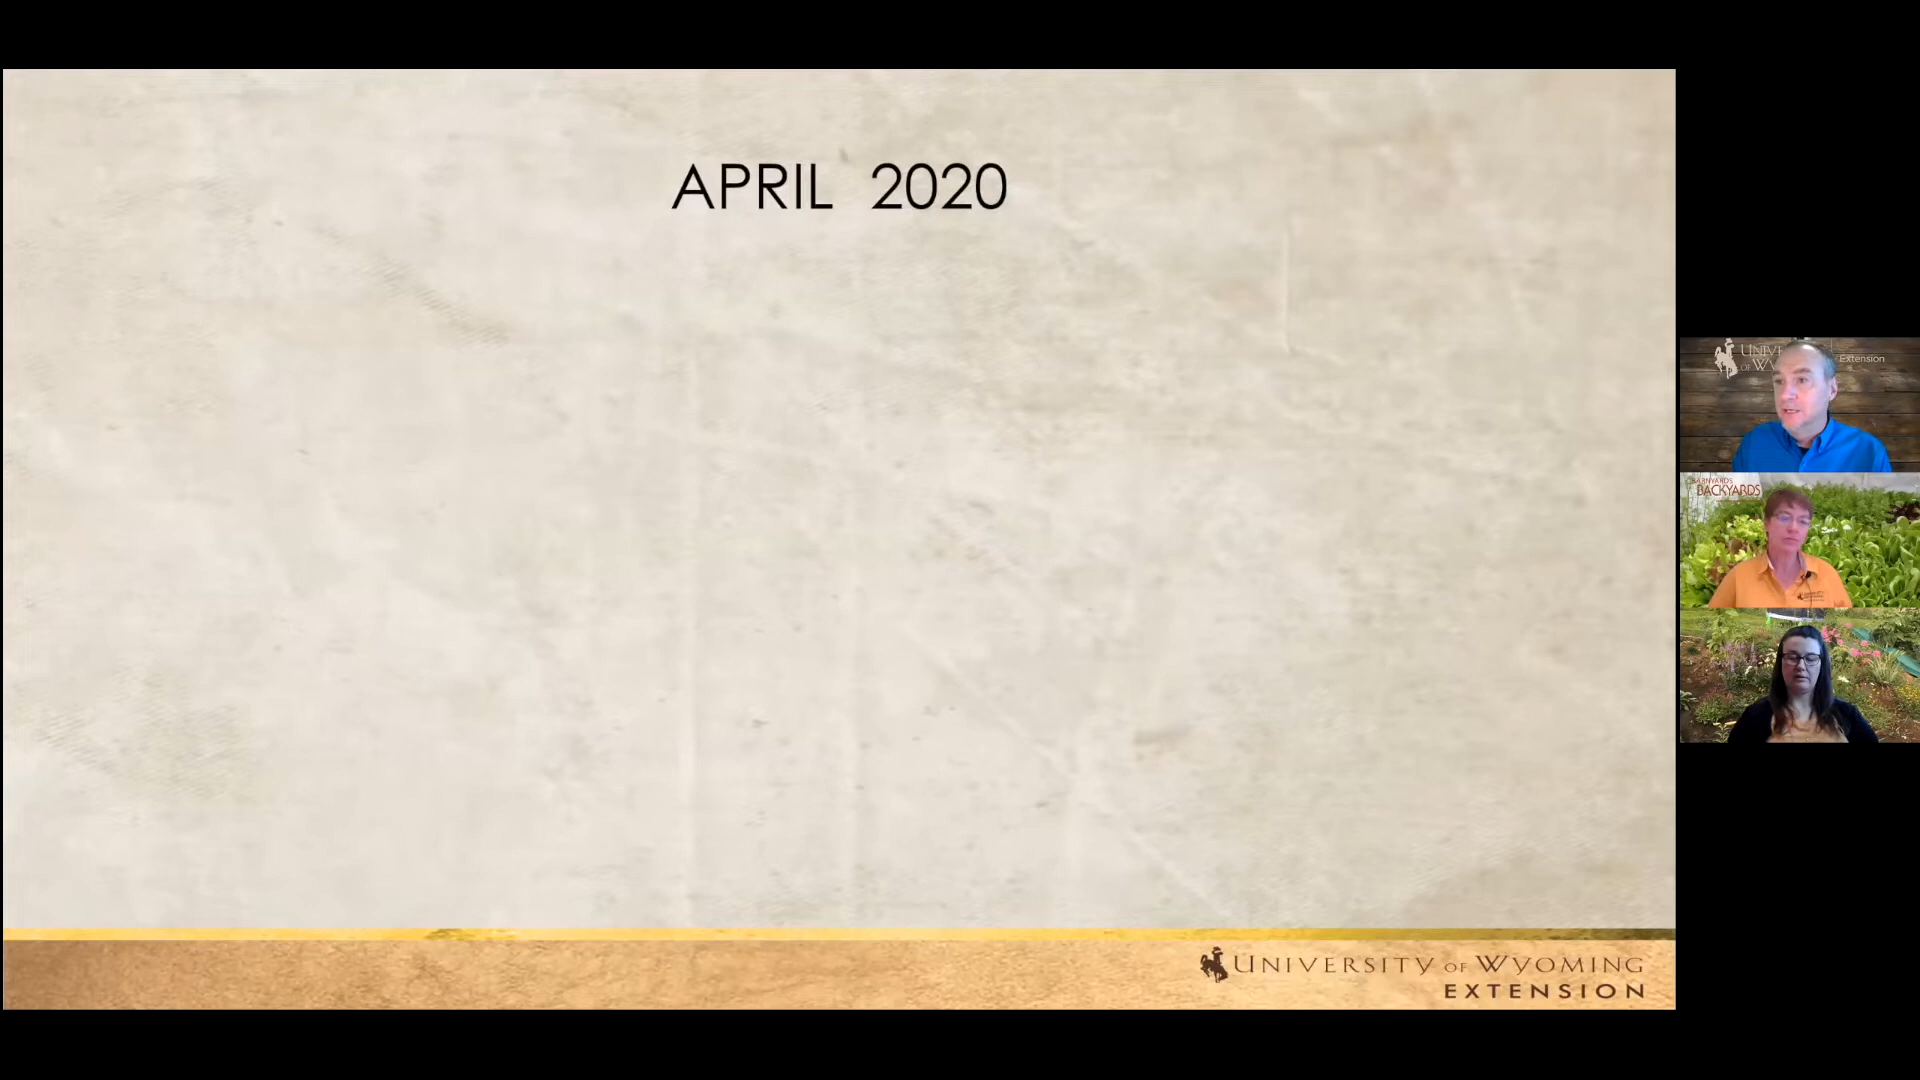 APRIL 2020
UNIVERSITY OF WYOMING
EXTENSION
Extension
BACKYARDS